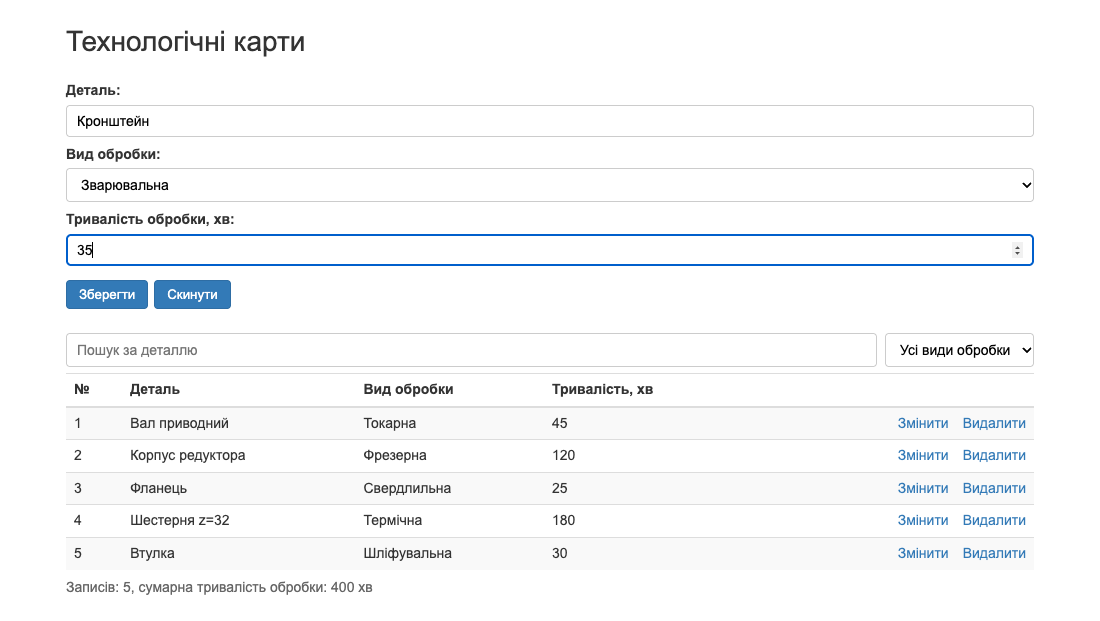 Технологічні карти
Деталь:
Кронштейн
Вид обробки:
Зварювальна
Тривалість обробки, хв:
35
Зберегти Скинути
Пошук за деталлю Усі види обробки
№ Деталь Вид обробки Тривалість, хв
1 Вал приводний Токарна 45 Змінити Видалити
2 Корпус редуктора Фрезерна 120 Змінити Видалити
3 Фланець Свердлильна 25 Змінити Видалити
4 Шестерня z=32 Термічна 180 Змінити Видалити
5 Втулка Шліфувальна 30 Змінити Видалити
Записів: 5, сумарна тривалість обробки: 400 хв